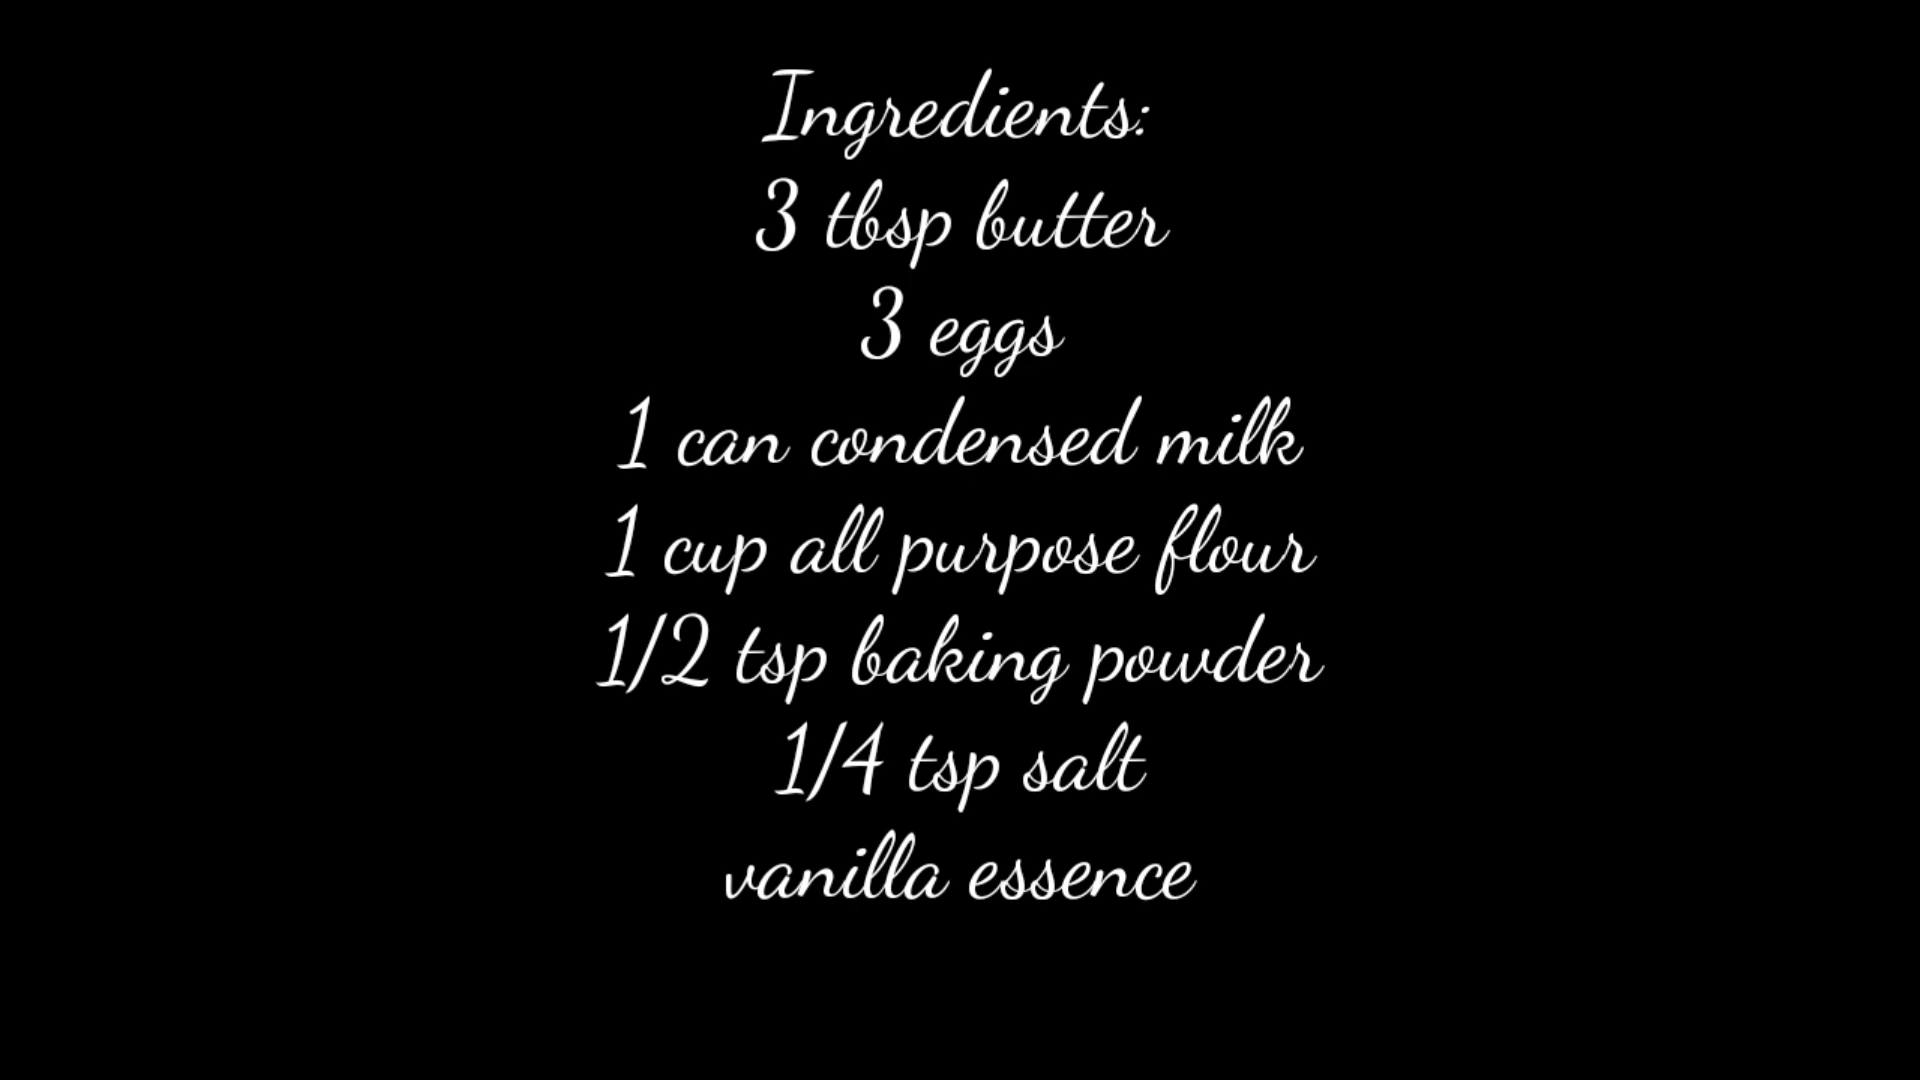 Ingredients:
3 tbsp butter
3 eggs
1 can condensed milk
1 cup all purpose flour
1/2 tsp baking powder
1/4 tsp salt
vanilla essence